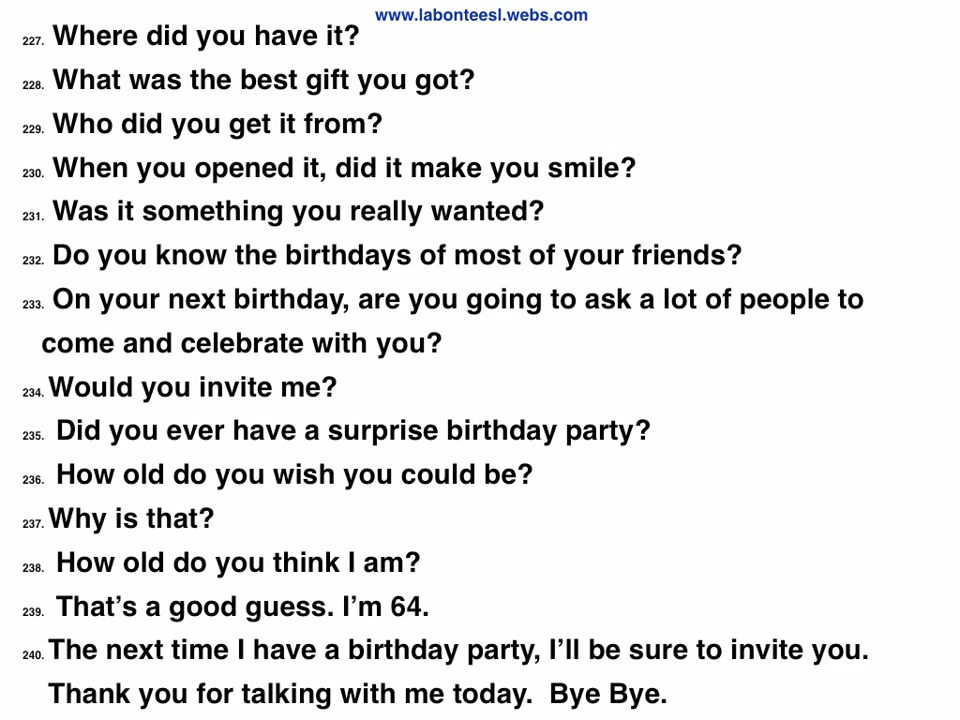 www.labonteesl.webs.com
227. Where did you have it?
228. What was the best gift you got?
229. Who did you get it from?
230. When you opened it, did it make you smile?
231. Was it something you really wanted?
232. Do you know the birthdays of most of your friends?
233. On your next birthday, are you going to ask a lot of people to
come and celebrate with you?
234. Would you invite me?
235. Did you ever have a surprise birthday party?
236. How old do you wish you could be?
237. Why is that?
238. How old do you think I am?
239. That’s a good guess. I’m 64.
240. The next time I have a birthday party, I’ll be sure to invite you.
Thank you for talking with me today. Bye Bye.